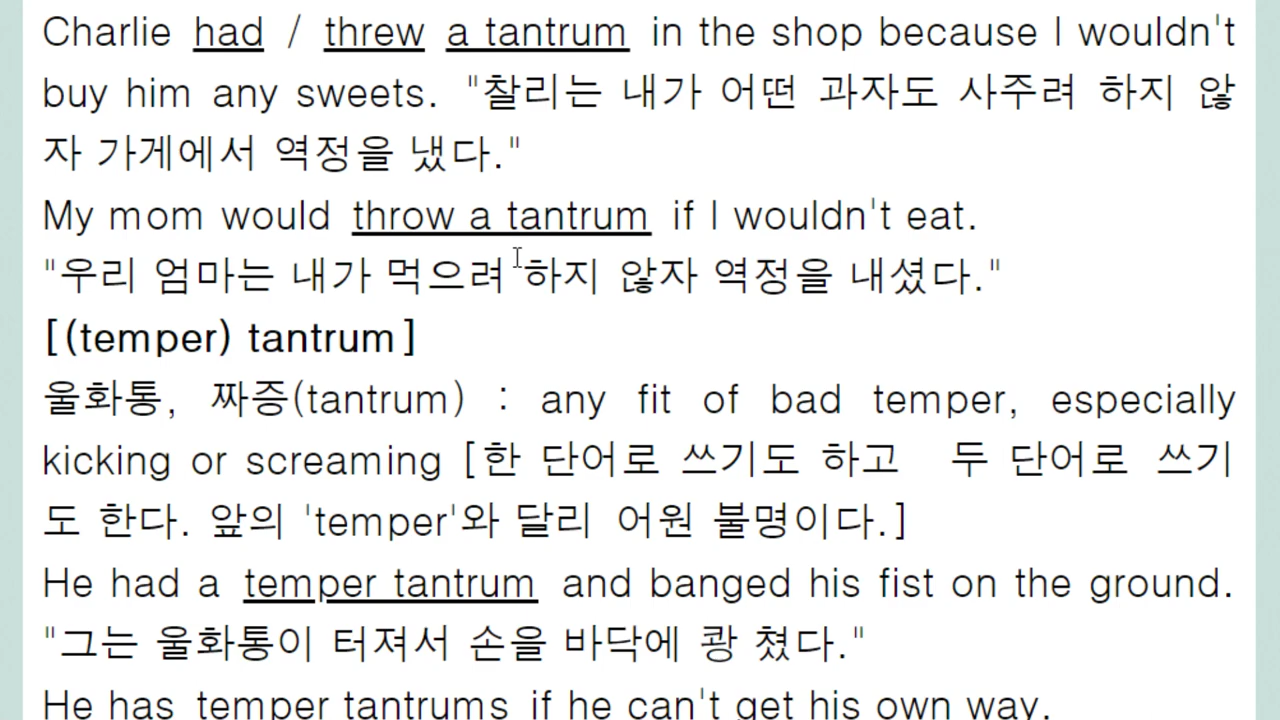 Charlie had / threw a tantrum in the shop because I wouldn't
buy him any sweets. "찰리는 내가 어떤 과자도 사주려 하지 않
자 가게에서 역정을 냈다."
My mom would throw a tantrum if I wouldn't eat.
"우리 엄마는 내가 먹으려 하지 않자 역정을 내셨다."
[(temper) tantrum]
울화통, 짜증(tantrum) : any fit of bad temper, especially
kicking or screaming [한 단어로 쓰기도 하고 두 단어로 쓰기
도 한다. 앞의 'temper'와 달리 어원 불명이다.]
He had a temper tantrum and banged his fist on the ground.
"그는 울화통이 터져서 손을 바닥에 쾅 쳤다."
He has temper tantrums if he can't get his own way.